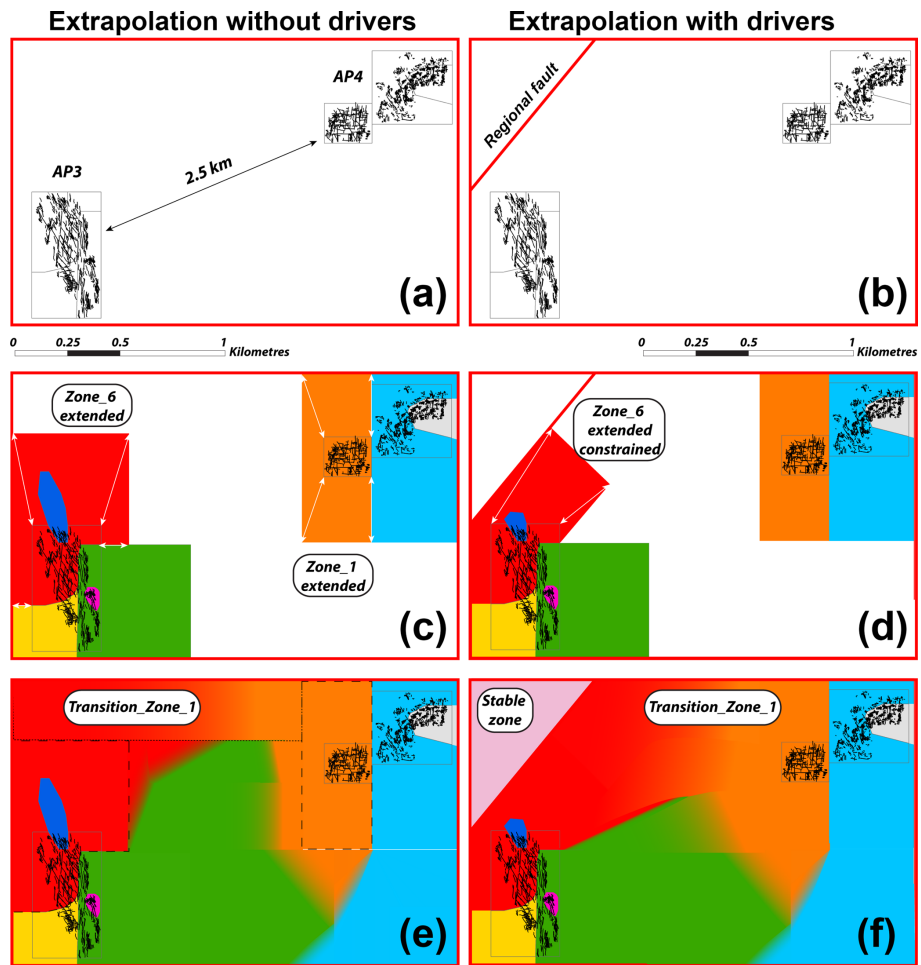 Extrapolation without drivers
Extrapolation with drivers
AP4
AP3
2.5 km
(a)
Regional fault
(b)
0 0.25 0.5 1
Kilometres
0 0.25 0.5 1
Kilometres
Zone_6
extended
Zone_1
extended
(c)
Zone_6
extended
constrained
(d)
Transition_Zone_1
(e)
Stable
zone
Transition_Zone_1
(f)